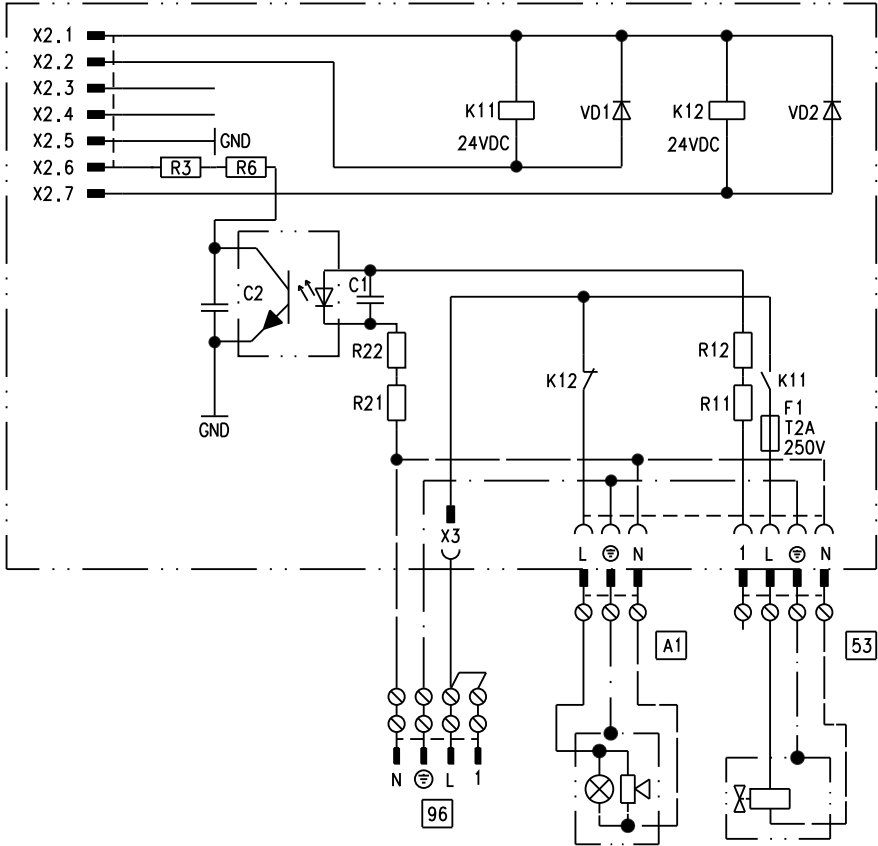 X2.1
X2.2
X2.3
X2.4
X2.5 GND
X2.6 R3 R6
X2.7
K11 VD1 K12 VD2
24VDC 24VDC
C2 C1
R22 R12
K12 K11
R21 R11 F1
T2A
250V
GND
X3
L N 1 L N
A1 53
N L 1
96